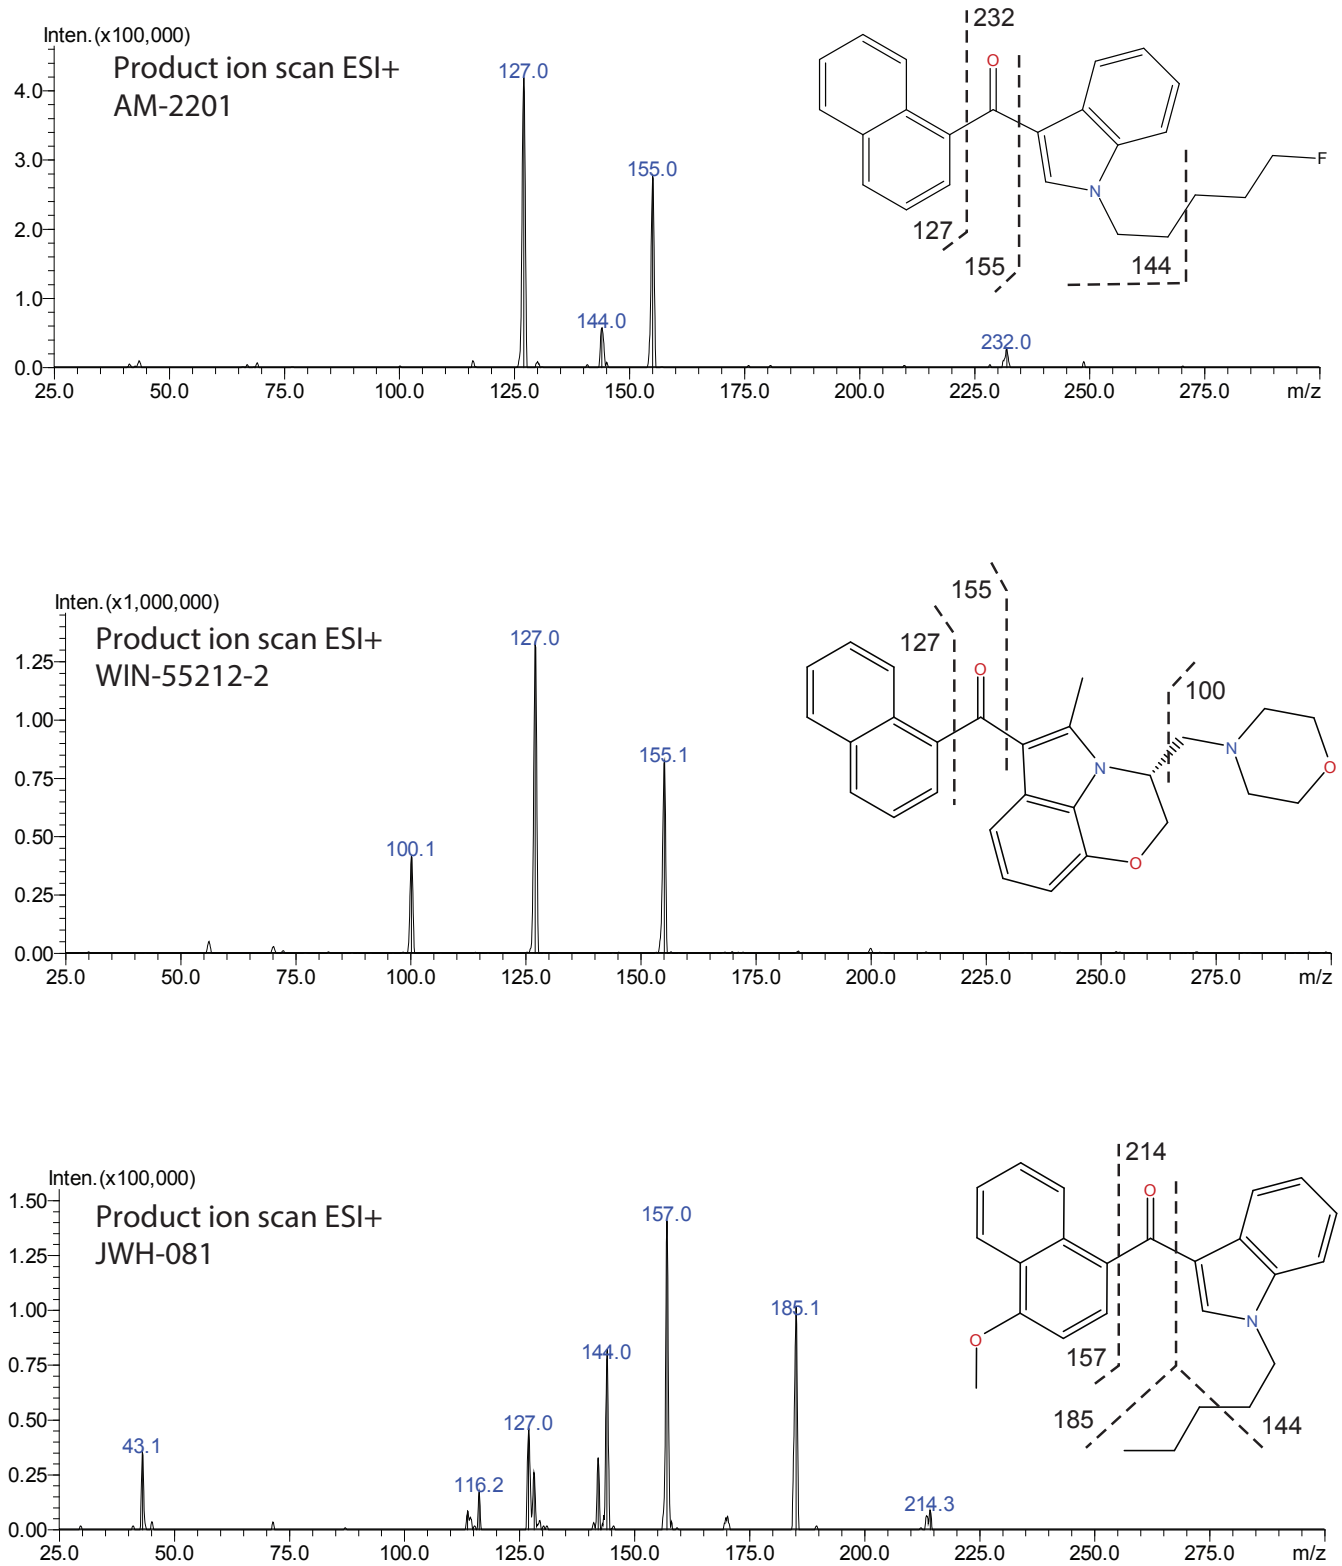 Inten.(x100,000)
Product ion scan ESI+
AM-2201
4.0
3.0
2.0
1.0
0.0
127.0
155.0
144.0
232.0
25.0 50.0 75.0 100.0 125.0 150.0 175.0 200.0 225.0 250.0 275.0 m/z
232
O
F
N
127
155
144
Inten.(x1,000,000)
Product ion scan ESI+
WIN-55212-2
1.25
1.00
0.75
0.50
0.25
0.00
127.0
155.1
100.1
25.0 50.0 75.0 100.0 125.0 150.0 175.0 200.0 225.0 250.0 275.0 m/z
155
127
O
100
N
N
O
O
Inten.(x100,000)
Product ion scan ESI+
JWH-081
1.50
1.25
1.00
0.75
0.50
0.25
0.00
157.0
185.1
144.0
127.0
43.1
116.2
214.3
25.0 50.0 75.0 100.0 125.0 150.0 175.0 200.0 225.0 250.0 275.0 m/z
214
O
N
O
157
185
144